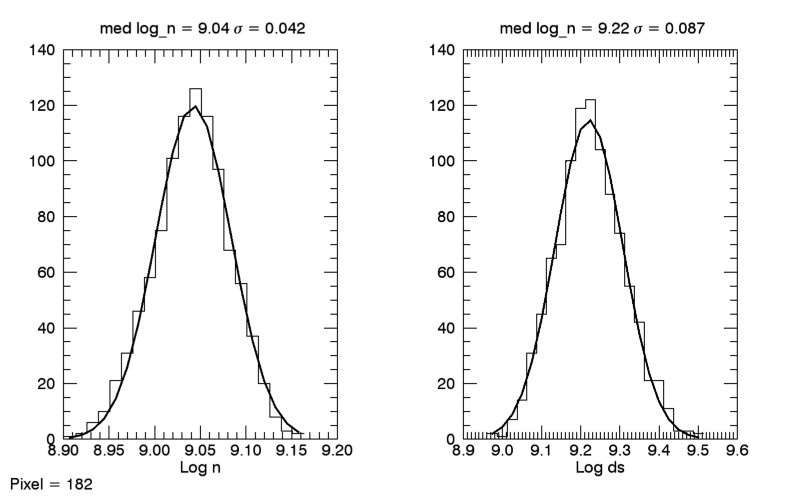 med log_n = 9.04 σ = 0.042
140
120
100
80
60
40
20
0
8.90 8.95 9.00 9.05 9.10 9.15 9.20
Log n
med log_n = 9.22 σ = 0.087
140
120
100
80
60
40
20
0
8.9 9.0 9.1 9.2 9.3 9.4 9.5 9.6
Log ds
Pixel = 182